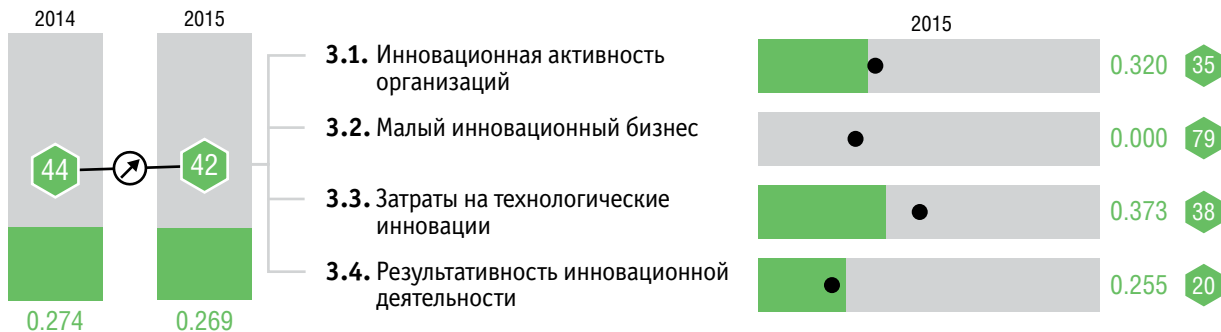 2014
2015
44
42
0.274
0.269
3.1. Инновационная активность
организаций
3.2. Малый инновационный бизнес
3.3. Затраты на технологические
инновации
3.4. Результативность инновационной
деятельности
2015
0.320 35
0.000 79
0.373 38
0.255 20